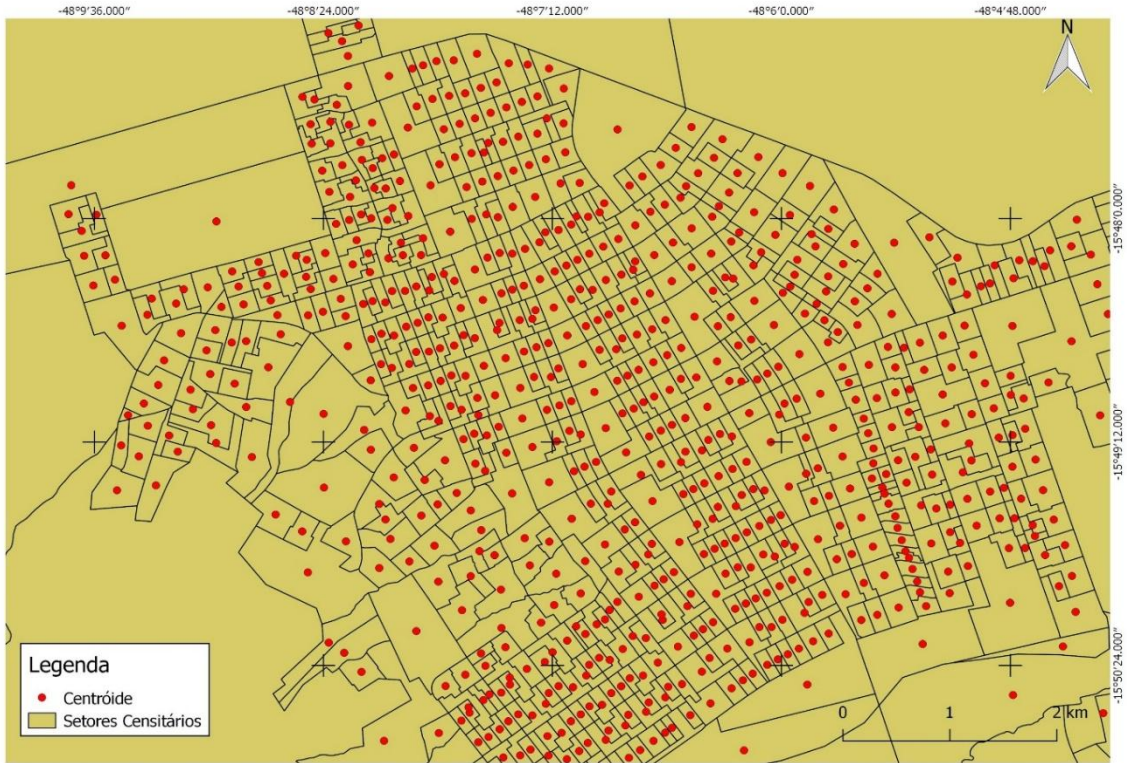 -48°9'36.000"
-48°8'24.000"
-48°7'12.000"
-48°6'0.000"
-48°4'48.000"
N
-15°48'0.000"
-15°49'12.000"
-15°50'24.000"
Legenda
Centróide
Setores Censitários
0 1 2 km